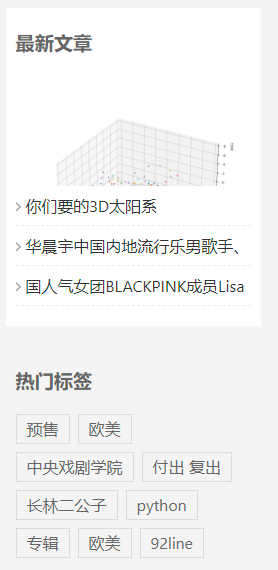 最新文章
你们要的3D太阳系
华晨宇中国内地流行乐男歌手、
国人气女团BLACKPINK成员Lisa
热门标签
预售 欧美
中央戏剧学院 付出 复出
长林二公子 python
专辑 欧美 92line